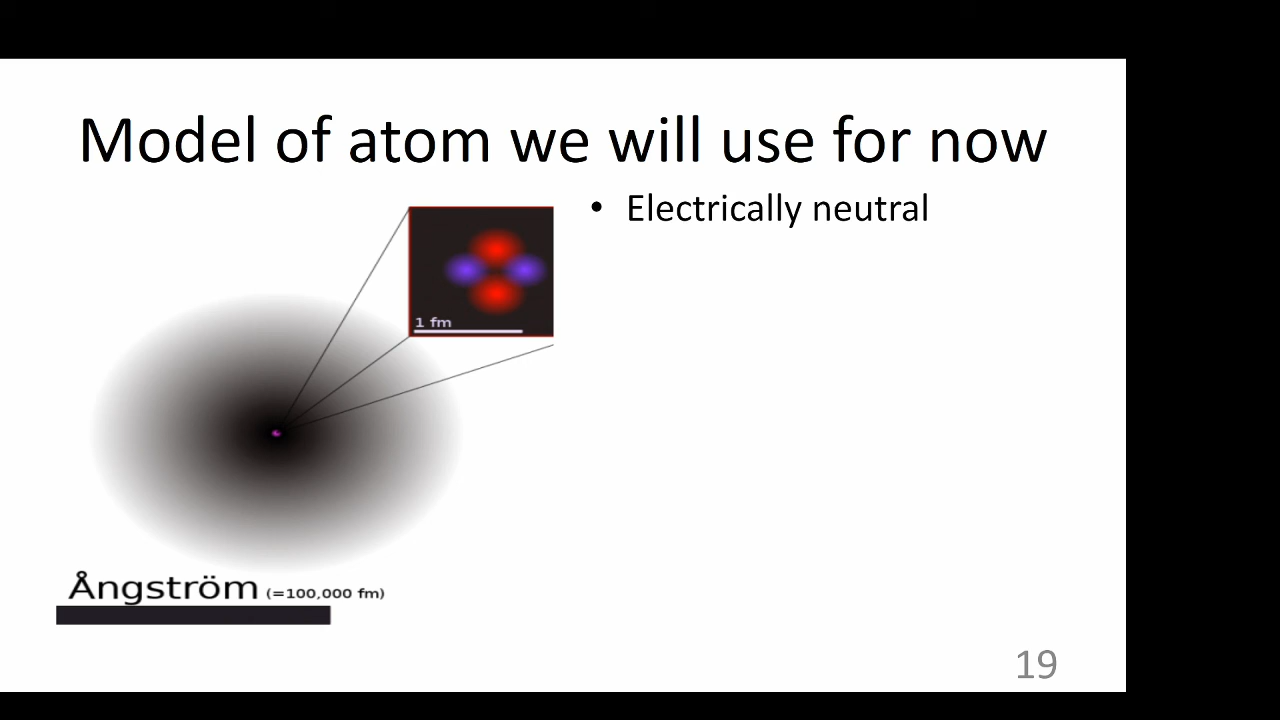 Model of atom we will use for now
• Electrically neutral
1 fm
Ångström (=100,000 fm)
19